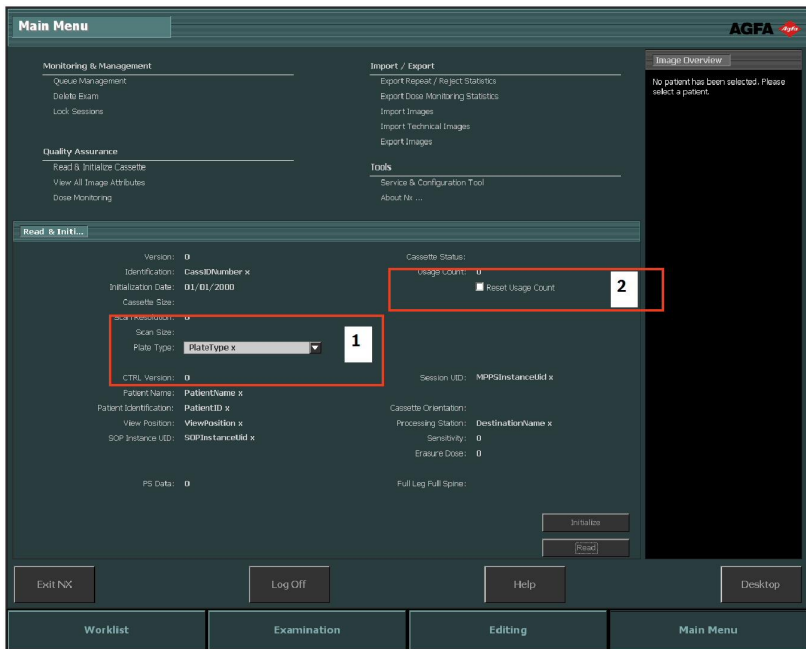 Main Menu
AGFA
Agfa
Monitoring & Management
Queue Management
Delete Exam
Lock Sessions
Quality Assurance
Read & Initialize Cassette
View All Image Attributes
Dose Monitoring
Import / Export
Export Repeat / Reject Statistics
Export Dose Monitoring Statistics
Import Images
Import Technical Images
Export Images
Tools
Service & Configuration Tool
About Nx ...
Image Overview
No patient has been selected. Please
select a patient.
Read & Initi...
Version: 0
Identification: CassIDNumber x
Initialization Date: 01/01/2000
Cassette Size:
Scan Resolution: 0
Scan Size:
Plate Type: PlateType x
1
CTRL Version: 0
Patient Name: PatientName x
Patient Identification: PatientID x
View Position: ViewPosition x
SOP Instance UID: SOPInstanceUid x
PS Data: 0
Cassette Status:
Usage Count: 0
Reset Usage Count
2
Session UID: MPPSInstanceUid x
Cassette Orientation:
Processing Station: DestinationName x
Sensitivity: 0
Erasure Dose: 0
Full Leg Full Spine:
Initialize
Read
Exit NX
Log Off
Help
Desktop
Worklist
Examination
Editing
Main Menu